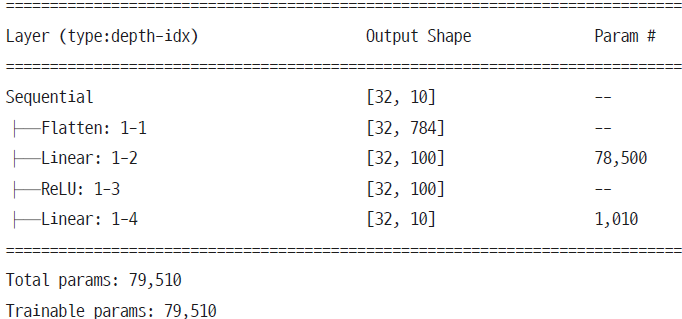 ==========================================================================================
Layer (type:depth-idx)                   Output Shape              Param #
==========================================================================================
Sequential                               [32, 10]                  --
├──Flatten: 1-1                          [32, 784]                 --
├──Linear: 1-2                           [32, 100]                 78,500
├──ReLU: 1-3                             [32, 100]                 --
├──Linear: 1-4                           [32, 10]                  1,010
==========================================================================================
Total params: 79,510
Trainable params: 79,510